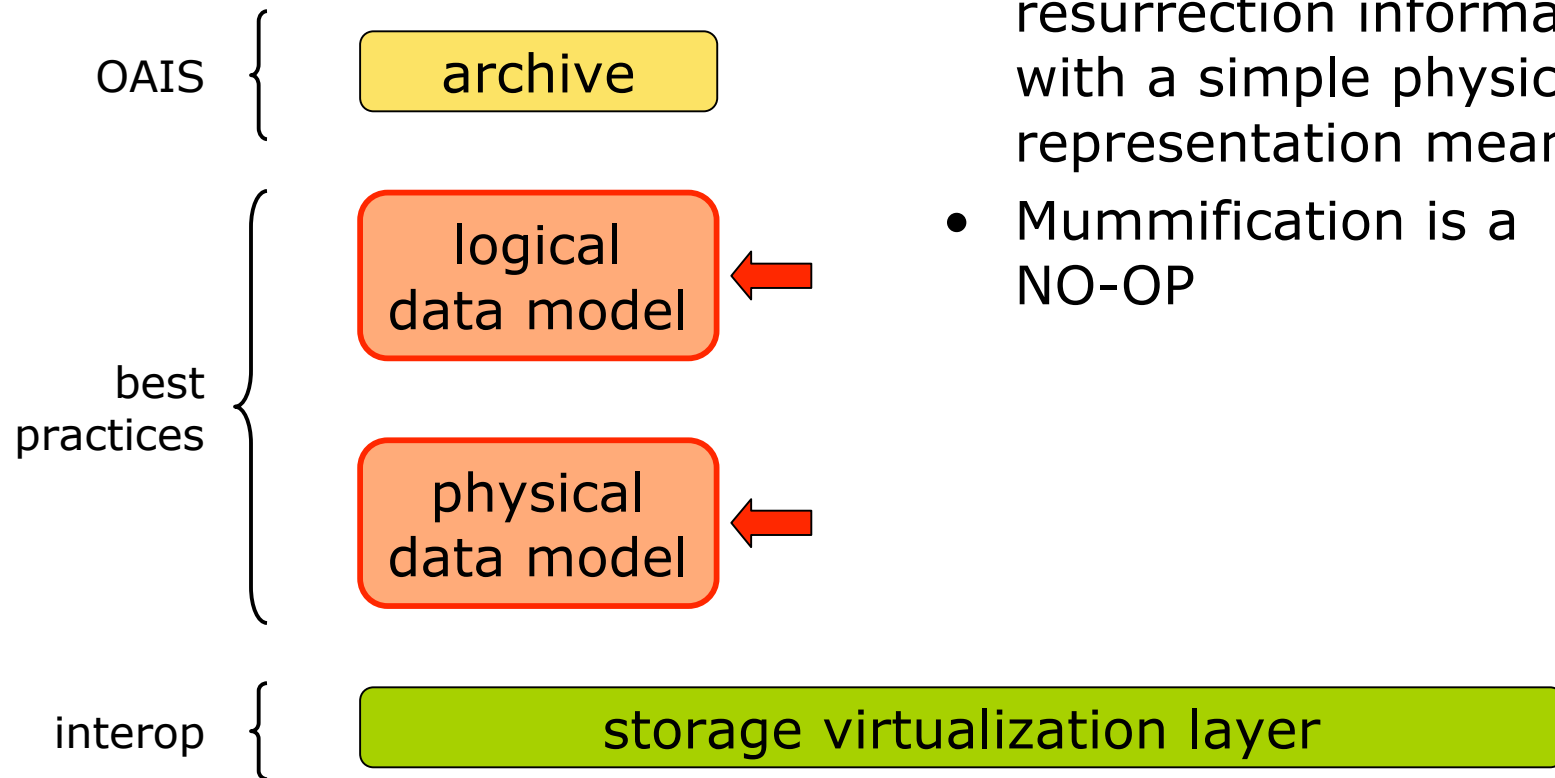 OAIS
archive
logical
data model
best
practices
physical
data model
interop
storage virtualization layer
resurrection
with a simple
representation
• Mummification is a
NO-OP